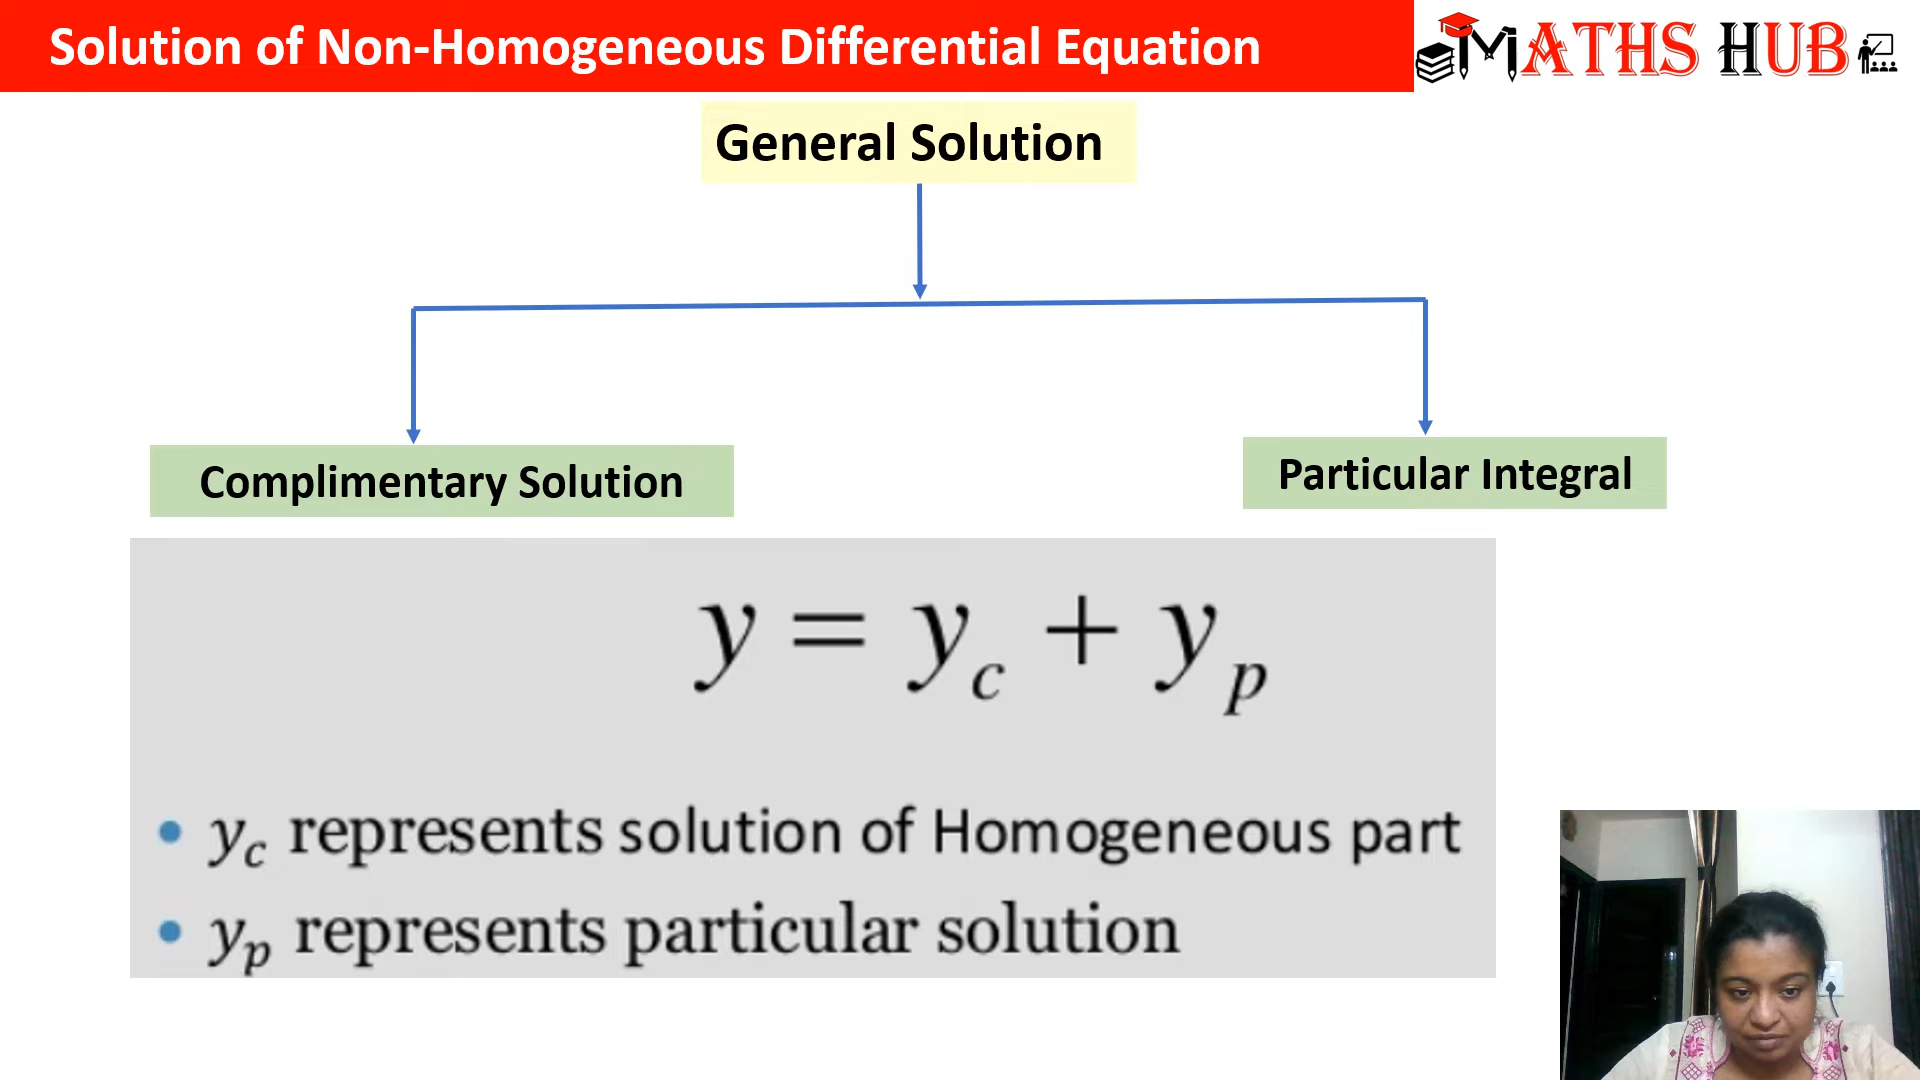 Solution of Non-Homogeneous Differential Equation
MATHS HUB
General Solution
Complimentary Solution
Particular Integral
y = y_c + y_p
• y_c represents solution of Homogeneous part
• y_p represents particular solution